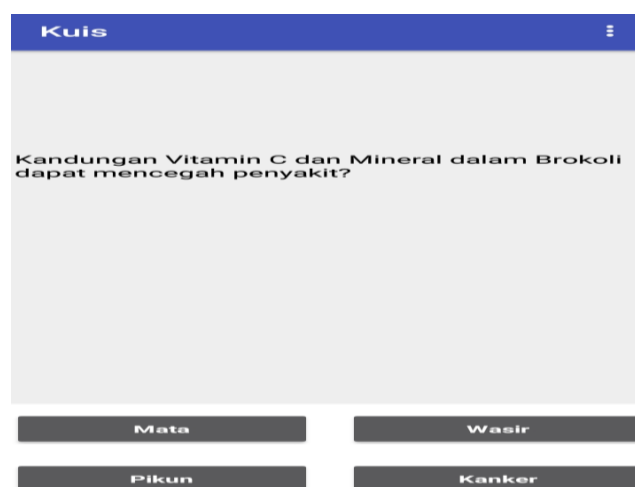 Kuis
Kandungan Vitamin C dan Mineral dalam Brokoli
dapat mencegah penyakit?
Mata
Wasir
Pikun
Kanker